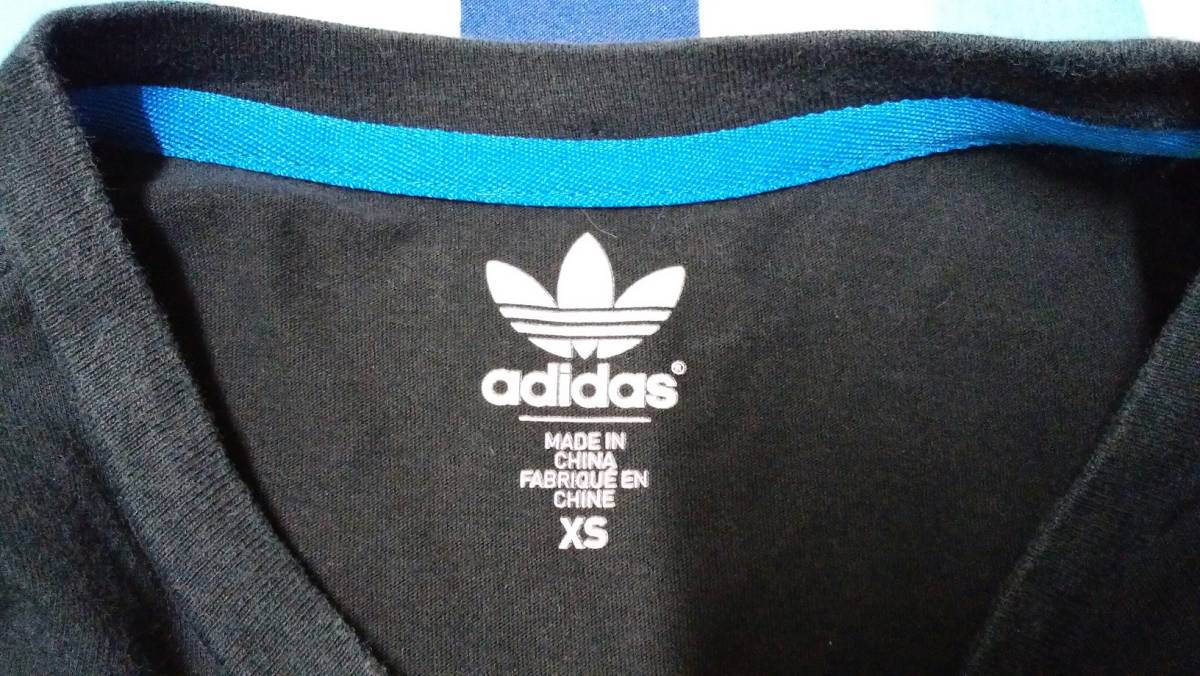 adidas®
MADE IN
CHINA
FABRIQUÉ EN
CHINE
XS